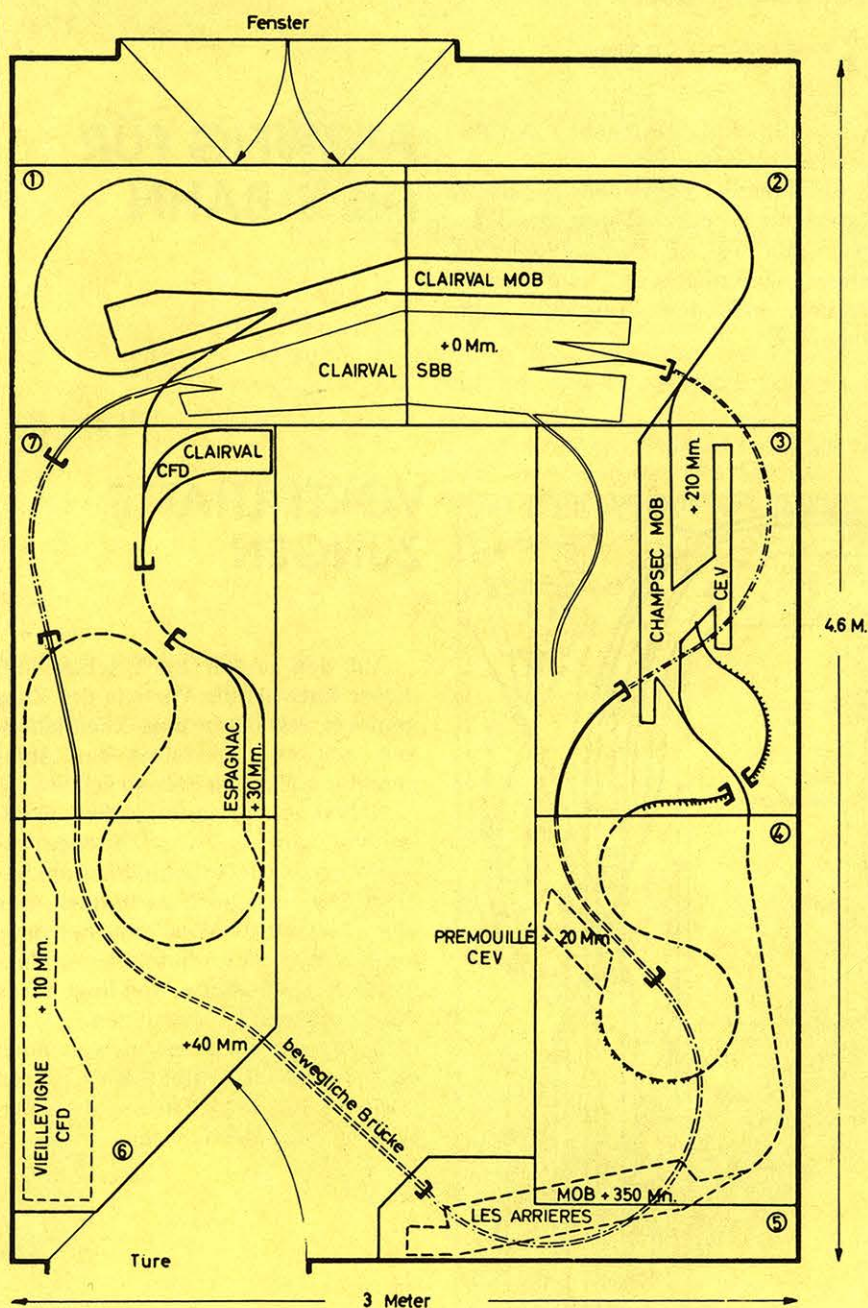 Fenster
①
②
CLAIRVAL MOB
+0 Mm.
CLAIRVAL SBB
⑦
③
CLAIRVAL
CFD
+210 Mm.
CHAMPSEC MOB
CEV
4.6 M.
ESPAGNAC
+30 Mm.
④
PREMOUILLÉ + 20 Mm
CEV
+110 Mm.
VIEILLEVIGNE
CFD
+40 Mm
bewegliche Brücke
⑥
MOB + 350 Mn.
LES ARRIERES
⑤
Türe
3 Meter